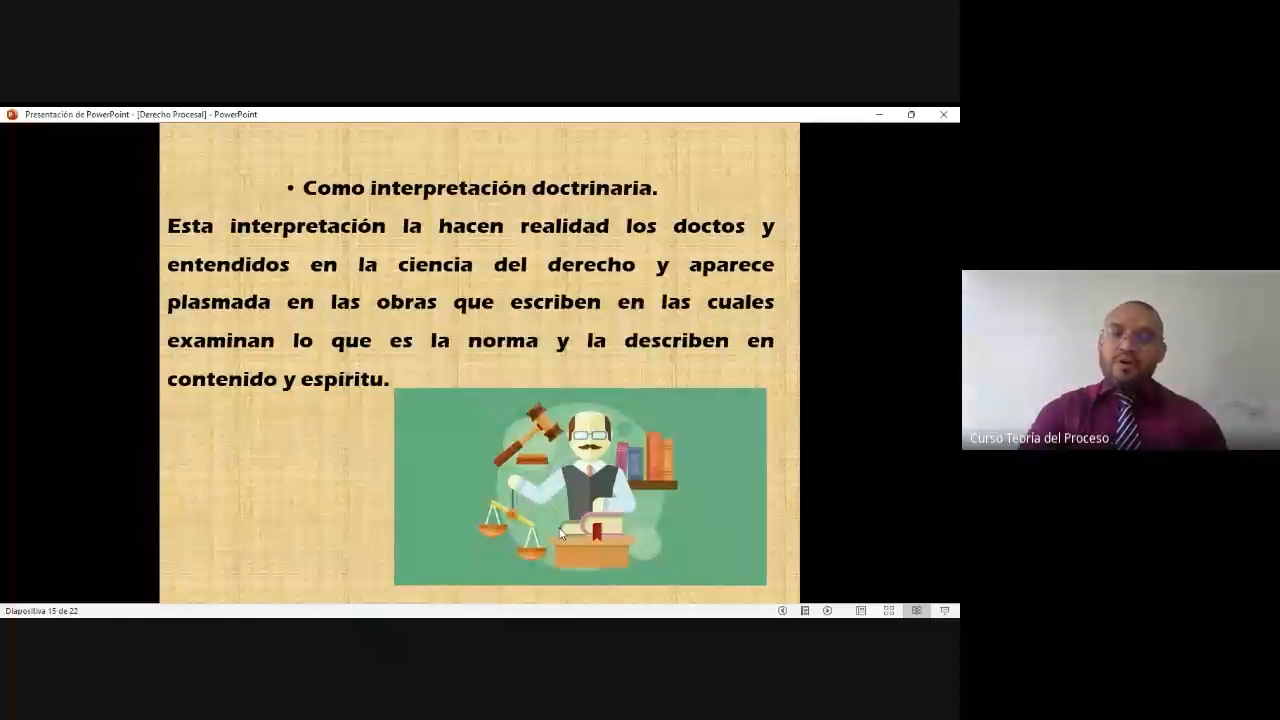 Presentación de PowerPoint - [Derecho Procesal] - PowerPoint
• Como interpretación doctrinaria.
Esta interpretación la hacen realidad los doctos y
entendidos en la ciencia del derecho y aparece
plasmada en las obras que escriben en las cuales
examinan lo que es la norma y la describen en
contenido y espíritu.
Curso Teoría del Proceso
Diapositiva 15 de 22